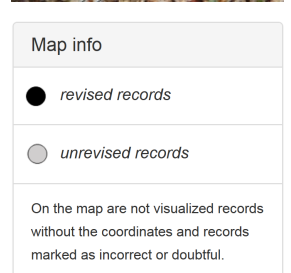 Map info
revised records
unrevised records
On the map are not visualized records
without the coordinates and records
marked as incorrect or doubtful.